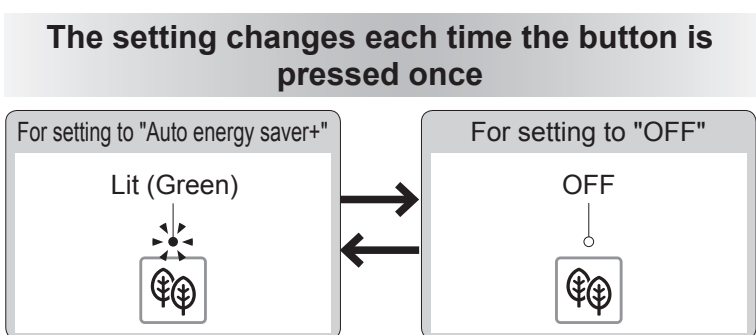 The setting changes each time the button is
pressed once
For setting to "Auto energy saver+"
Lit (Green)
For setting to "OFF"
OFF